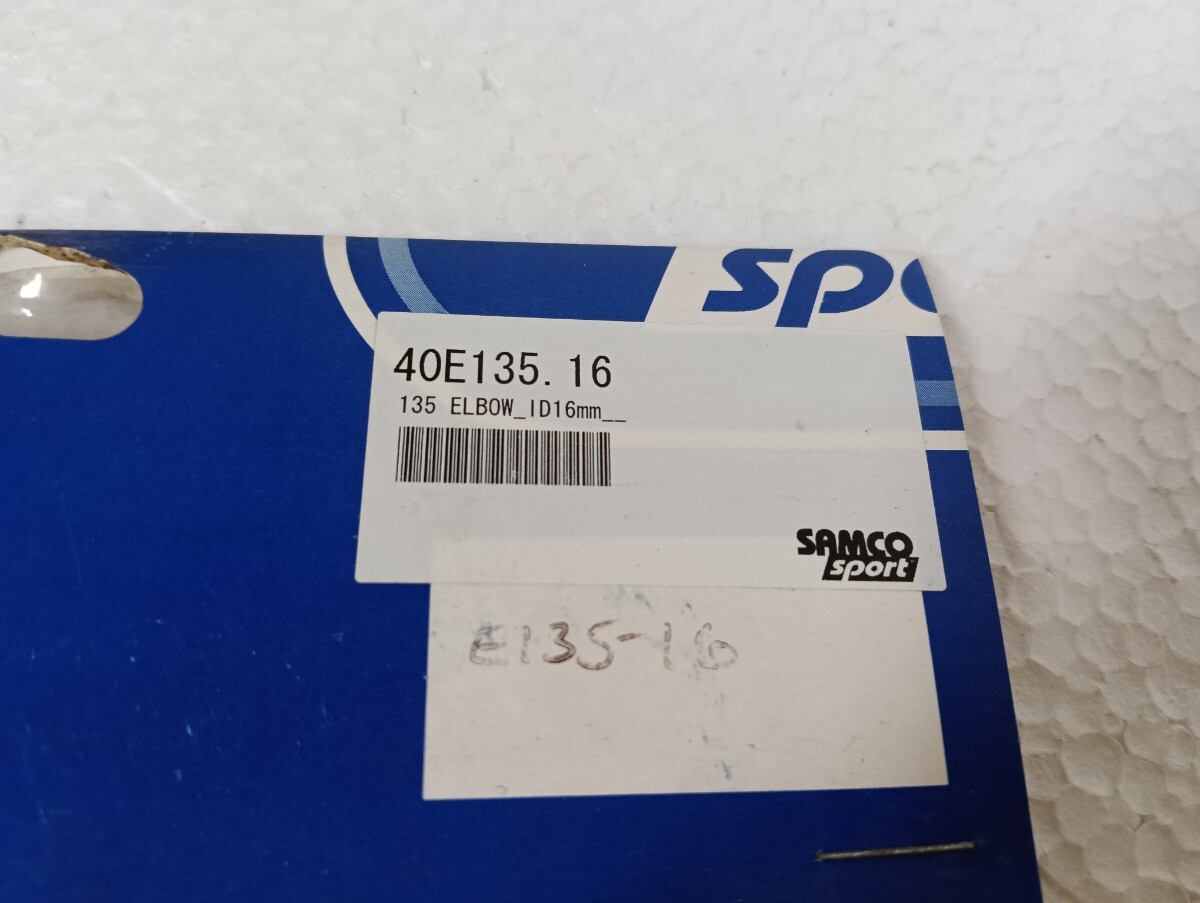 spo
40E135.16
135 ELBOW_ID16mm__
SAMCO
sport
E135-16